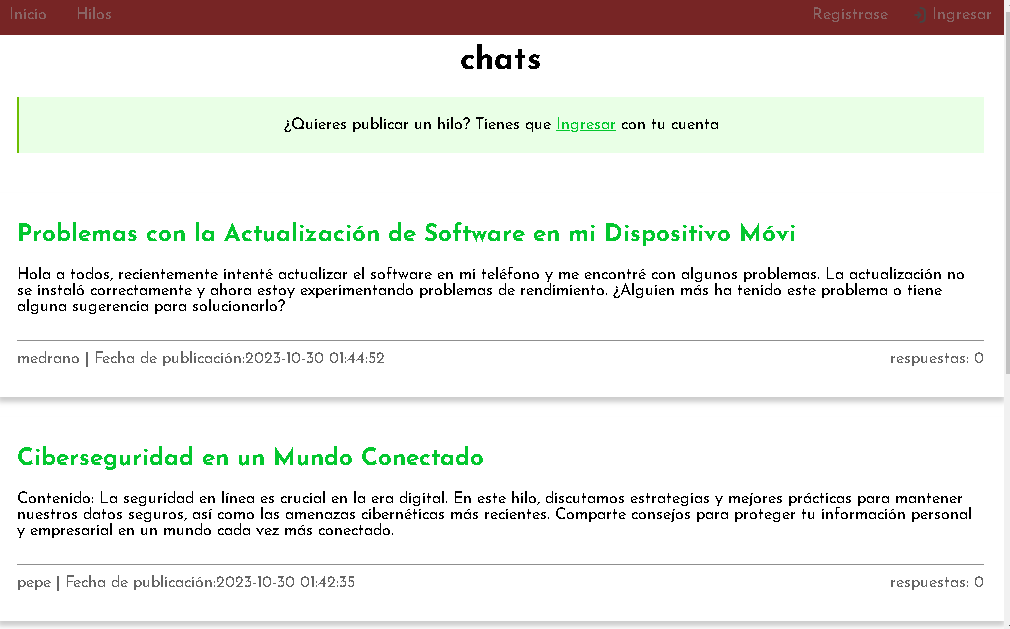 Inicio Hilos Registrase Ingresar
chats
¿Quieres publicar un hilo? Tienes que Ingresar con tu cuenta
Problemas con la Actualización de Software en mi Dispositivo Móvi
Hola a todos, recientemente intenté actualizar el software en mi teléfono y me encontré con algunos problemas. La actualización no
se instaló correctamente y ahora estoy experimentando problemas de rendimiento. ¿Alguien más ha tenido este problema o tiene
alguna sugerencia para solucionarlo?
medrano | Fecha de publicación:2023-10-30 01:44:52 respuestas: 0
Ciberseguridad en un Mundo Conectado
Contenido: La seguridad en línea es crucial en la era digital. En este hilo, discutamos estrategias y mejores prácticas para mantener
nuestros datos seguros, así como las amenazas cibernéticas más recientes. Comparte consejos para proteger tu información personal
y empresarial en un mundo cada vez más conectado.
pepe | Fecha de publicación:2023-10-30 01:42:35 respuestas: 0